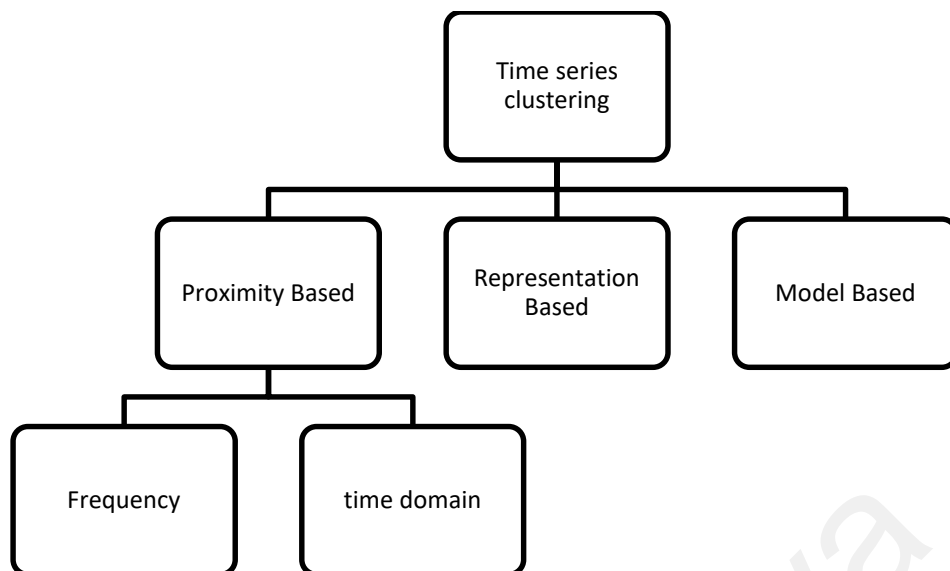 Time series
clustering
Proximity Based
Representation
Based
Model Based
Frequency
time domain